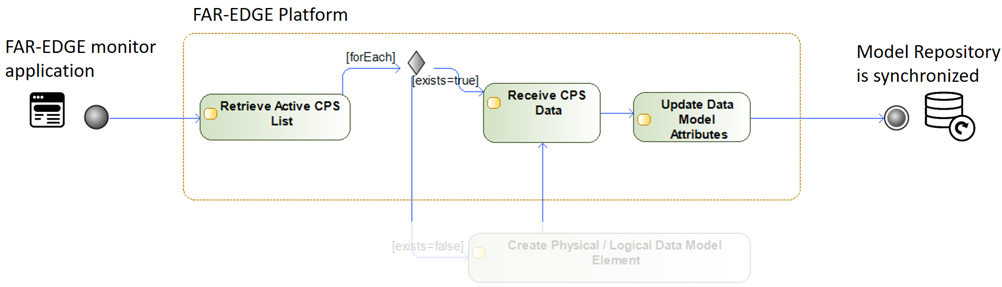 FAR-EDGE Platform
FAR-EDGE monitor
application
[forEach]
[exists=true]
Retrieve Active CPS
List
Receive CPS
Data
Update Data
Model
Attributes
Model Repository
is synchronized
[exists=false]
Create Physical / Logical Data Model
Element